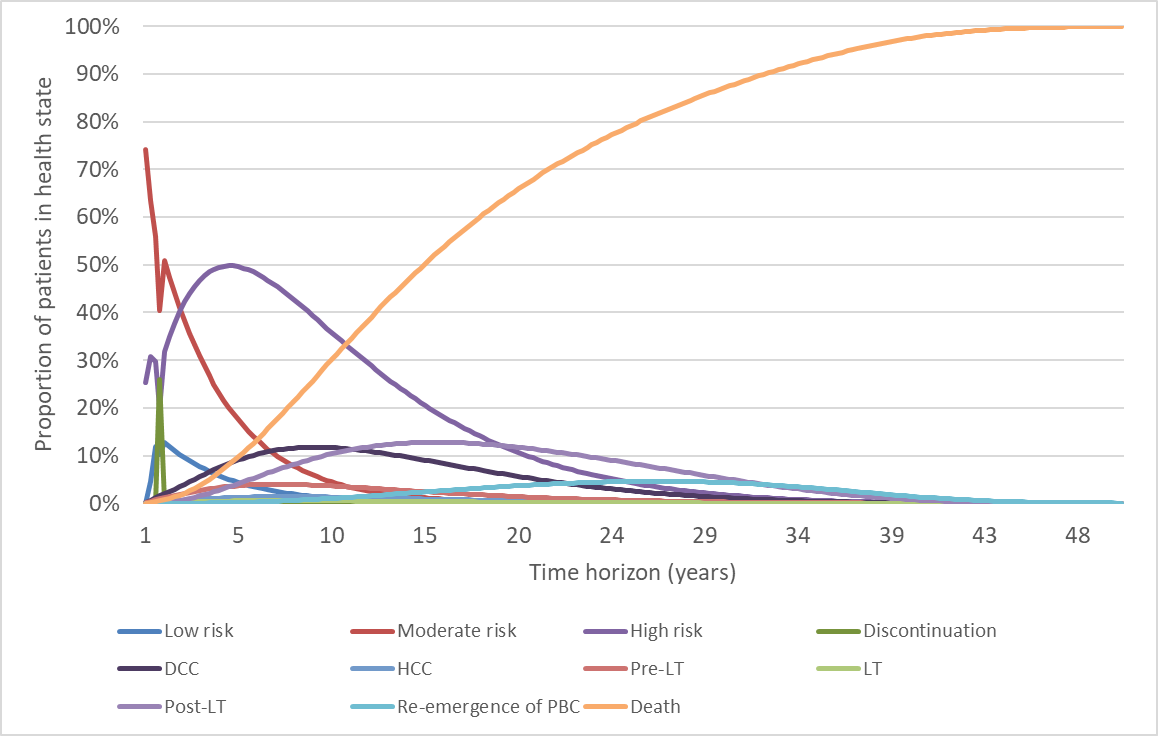 100%
90%
80%
70%
60%
50%
40%
30%
20%
10%
0%
Proportion of patients in health state
1 5 10 15 20 24 29 34 39 43 48
Time horizon (years)
Low risk Moderate risk High risk Discontinuation
DCC HCC Pre-LT LT
Post-LT Re-emergence of PBC Death